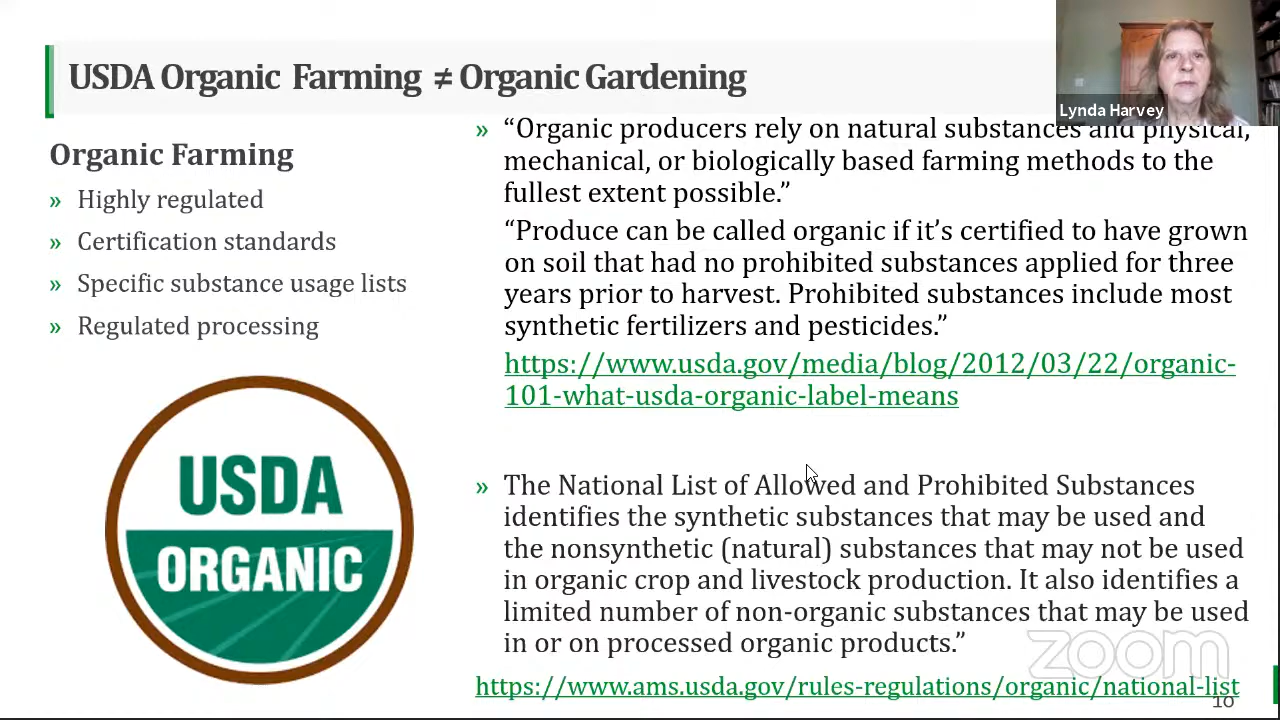 USDA Organic Farming ≠ Organic Gardening
Lynda Harvey
Organic Farming
» Highly regulated
» Certification standards
» Specific substance usage lists
» Regulated processing
USDA
ORGANIC
» “Organic producers rely on natural substances and physical,
mechanical, or biologically based farming methods to the
fullest extent possible.”
“Produce can be called organic if it’s certified to have grown
on soil that had no prohibited substances applied for three
years prior to harvest. Prohibited substances include most
synthetic fertilizers and pesticides.”
https://www.usda.gov/media/blog/2012/03/22/organic-
101-what-usda-organic-label-means
» The National List of Allowed and Prohibited Substances
identifies the synthetic substances that may be used and
the nonsynthetic (natural) substances that may not be used
in organic crop and livestock production. It also identifies a
limited number of non-organic substances that may be used
in or on processed organic products.”
zoom
https://www.ams.usda.gov/rules-regulations/organic/national-list
10